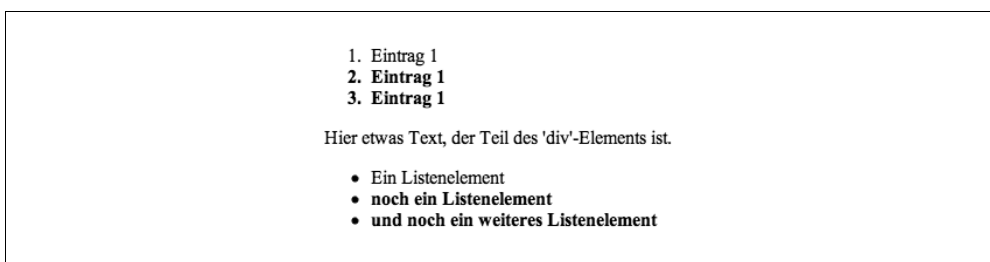 1. Eintrag 1
2. Eintrag 1
3. Eintrag 1
Hier etwas Text, der Teil des 'div'-Elements ist.
• Ein Listenelement
• noch ein Listenelement
• und noch ein weiteres Listenelement